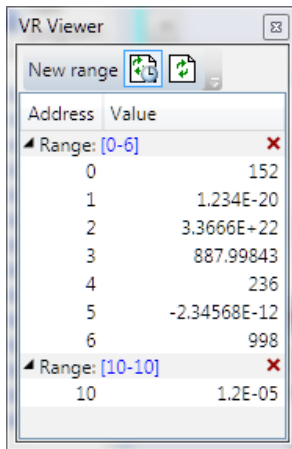 VR Viewer
New range
Address Value
Range: [0-6]
0 152
1 1.234E-20
2 3.3666E+22
3 887.99843
4 236
5 -2.34568E-12
6 998
Range: [10-10]
10 1.2E-05